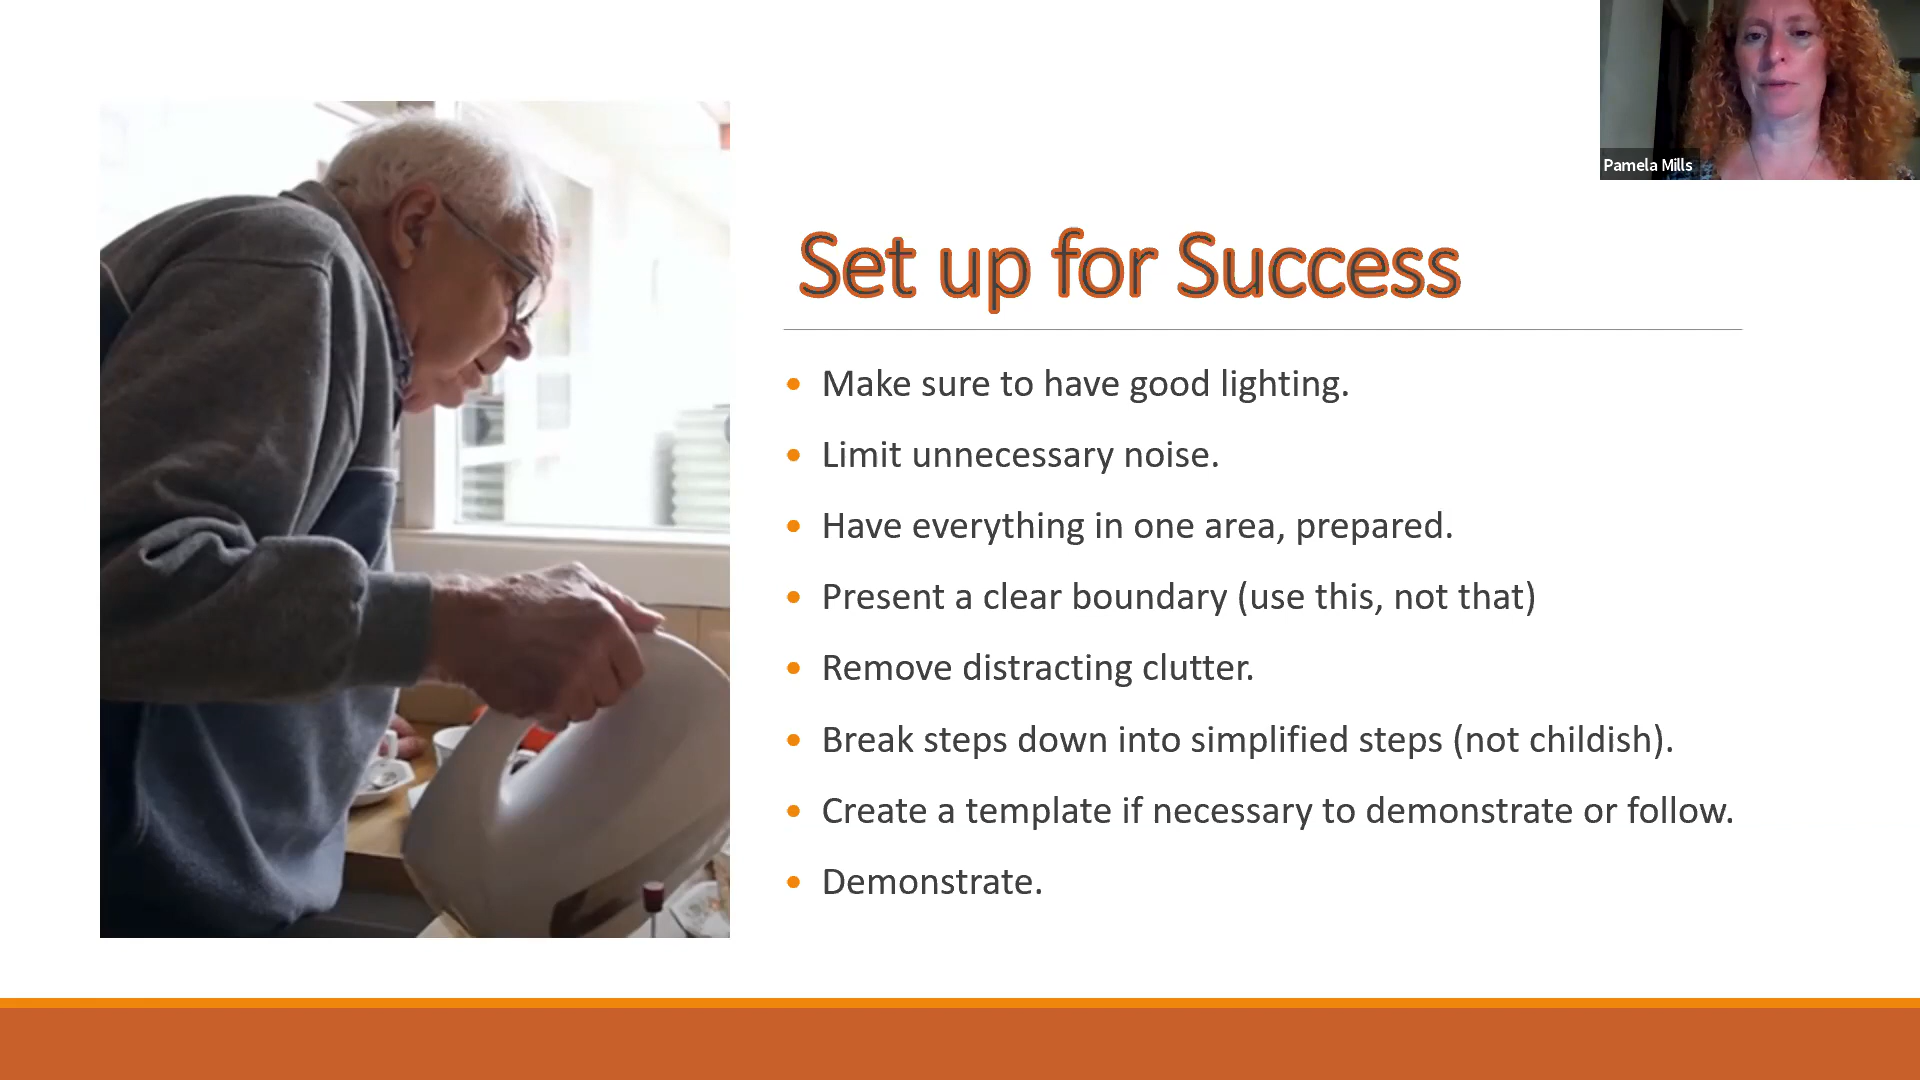 Pamela Mills
Set up for Success
• Make sure to have good lighting.
• Limit unnecessary noise.
• Have everything in one area, prepared.
• Present a clear boundary (use this, not that)
• Remove distracting clutter.
• Break steps down into simplified steps (not childish).
• Create a template if necessary to demonstrate or follow.
• Demonstrate.